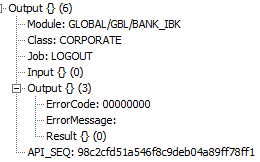 Output {} (6)
Module: GLOBAL/GBL/BANK_IBK
Class: CORPORATE
Job: LOGOUT
Input {} (0)
Output {} (3)
ErrorCode: 00000000
ErrorMessage:
Result {} (0)
API_SEQ: 98c2cfd51a546f8c9deb04a89ff78ff1